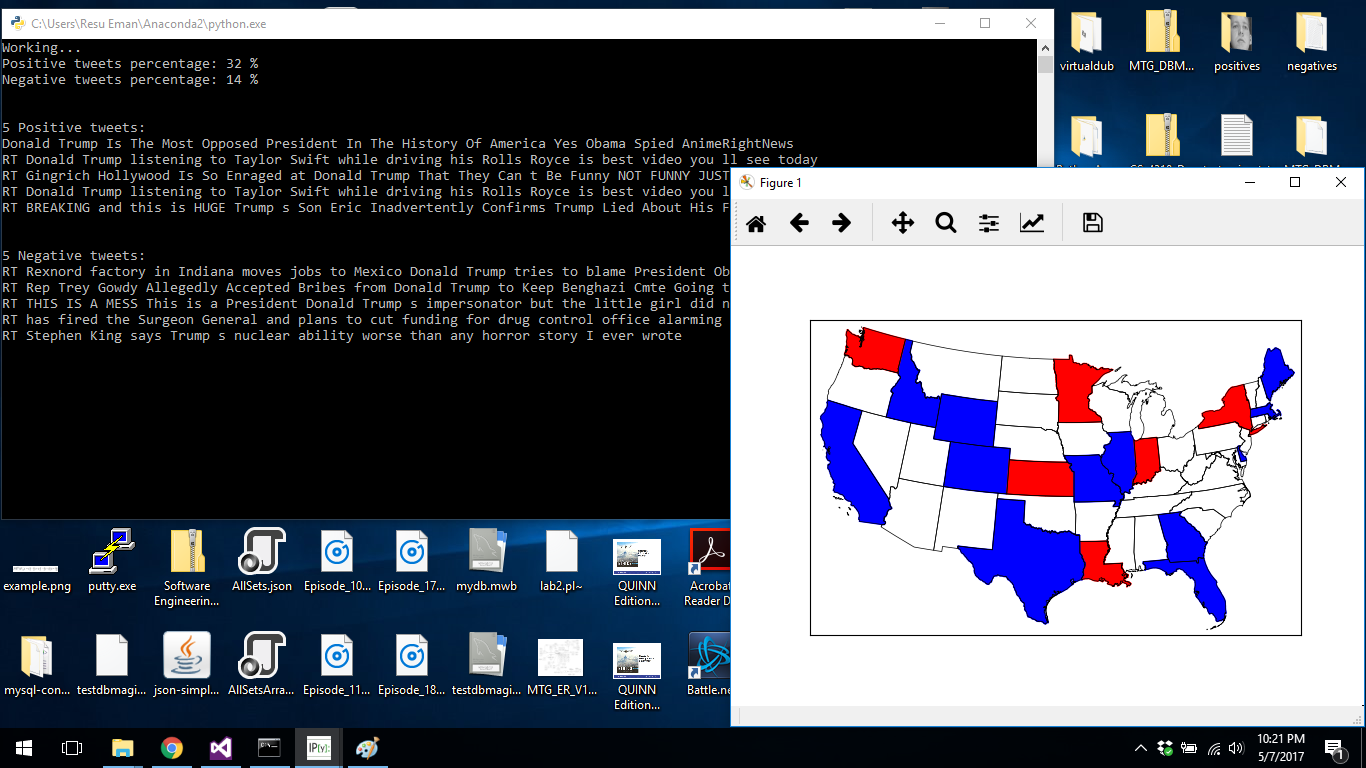 C:\Users\Resu Eman\Anaconda2\python.exe
Working...
Positive tweets percentage: 32 %
Negative tweets percentage: 14 %
5 Positive tweets:
Donald Trump Is The Most Opposed President In The History Of America Yes Obama Spied AnimeRightNews
RT Donald Trump listening to Taylor Swift while driving his Rolls Royce is best video you ll see today
RT Gingrich Hollywood Is So Enraged at Donald Trump That They Can t Be Funny NOT FUNNY JUST
RT Donald Trump listening to Taylor Swift while driving his Rolls Royce is best video you l
RT BREAKING and this is HUGE Trump s Son Eric Inadvertently Confirms Trump Lied About His F
5 Negative tweets:
RT Rexnord factory in Indiana moves jobs to Mexico Donald Trump tries to blame President Ob
RT Rep Trey Gowdy Allegedly Accepted Bribes from Donald Trump to Keep Benghazi Cmte Going t
RT THIS IS A MESS This is a President Donald Trump s impersonator but the little girl did n
RT has fired the Surgeon General and plans to cut funding for drug control office alarming
RT Stephen King says Trump s nuclear ability worse than any horror story I ever wrote
virtualdub
MTG_DBM...
positives
negatives
Figure 1
example.png
putty.exe
Software Engineerin...
AllSets.json
Episode_10...
Episode_17...
mydb.mwb
lab2.pl~
QUINN Edition...
Acrobat Reader D
mysql-con...
testdbmagi...
json-simpl...
AllSetsArra...
Episode_11...
Episode_18...
testdbmagi...
MTG_ER_V1...
QUINN Edition...
Battle.ne
IP[y]:
10:21 PM
5/7/2017
1